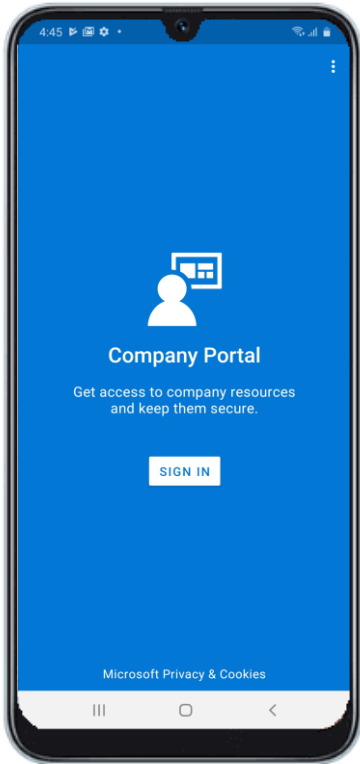 4:45
Company Portal
Get access to company resources
and keep them secure.
SIGN IN
Microsoft Privacy & Cookies